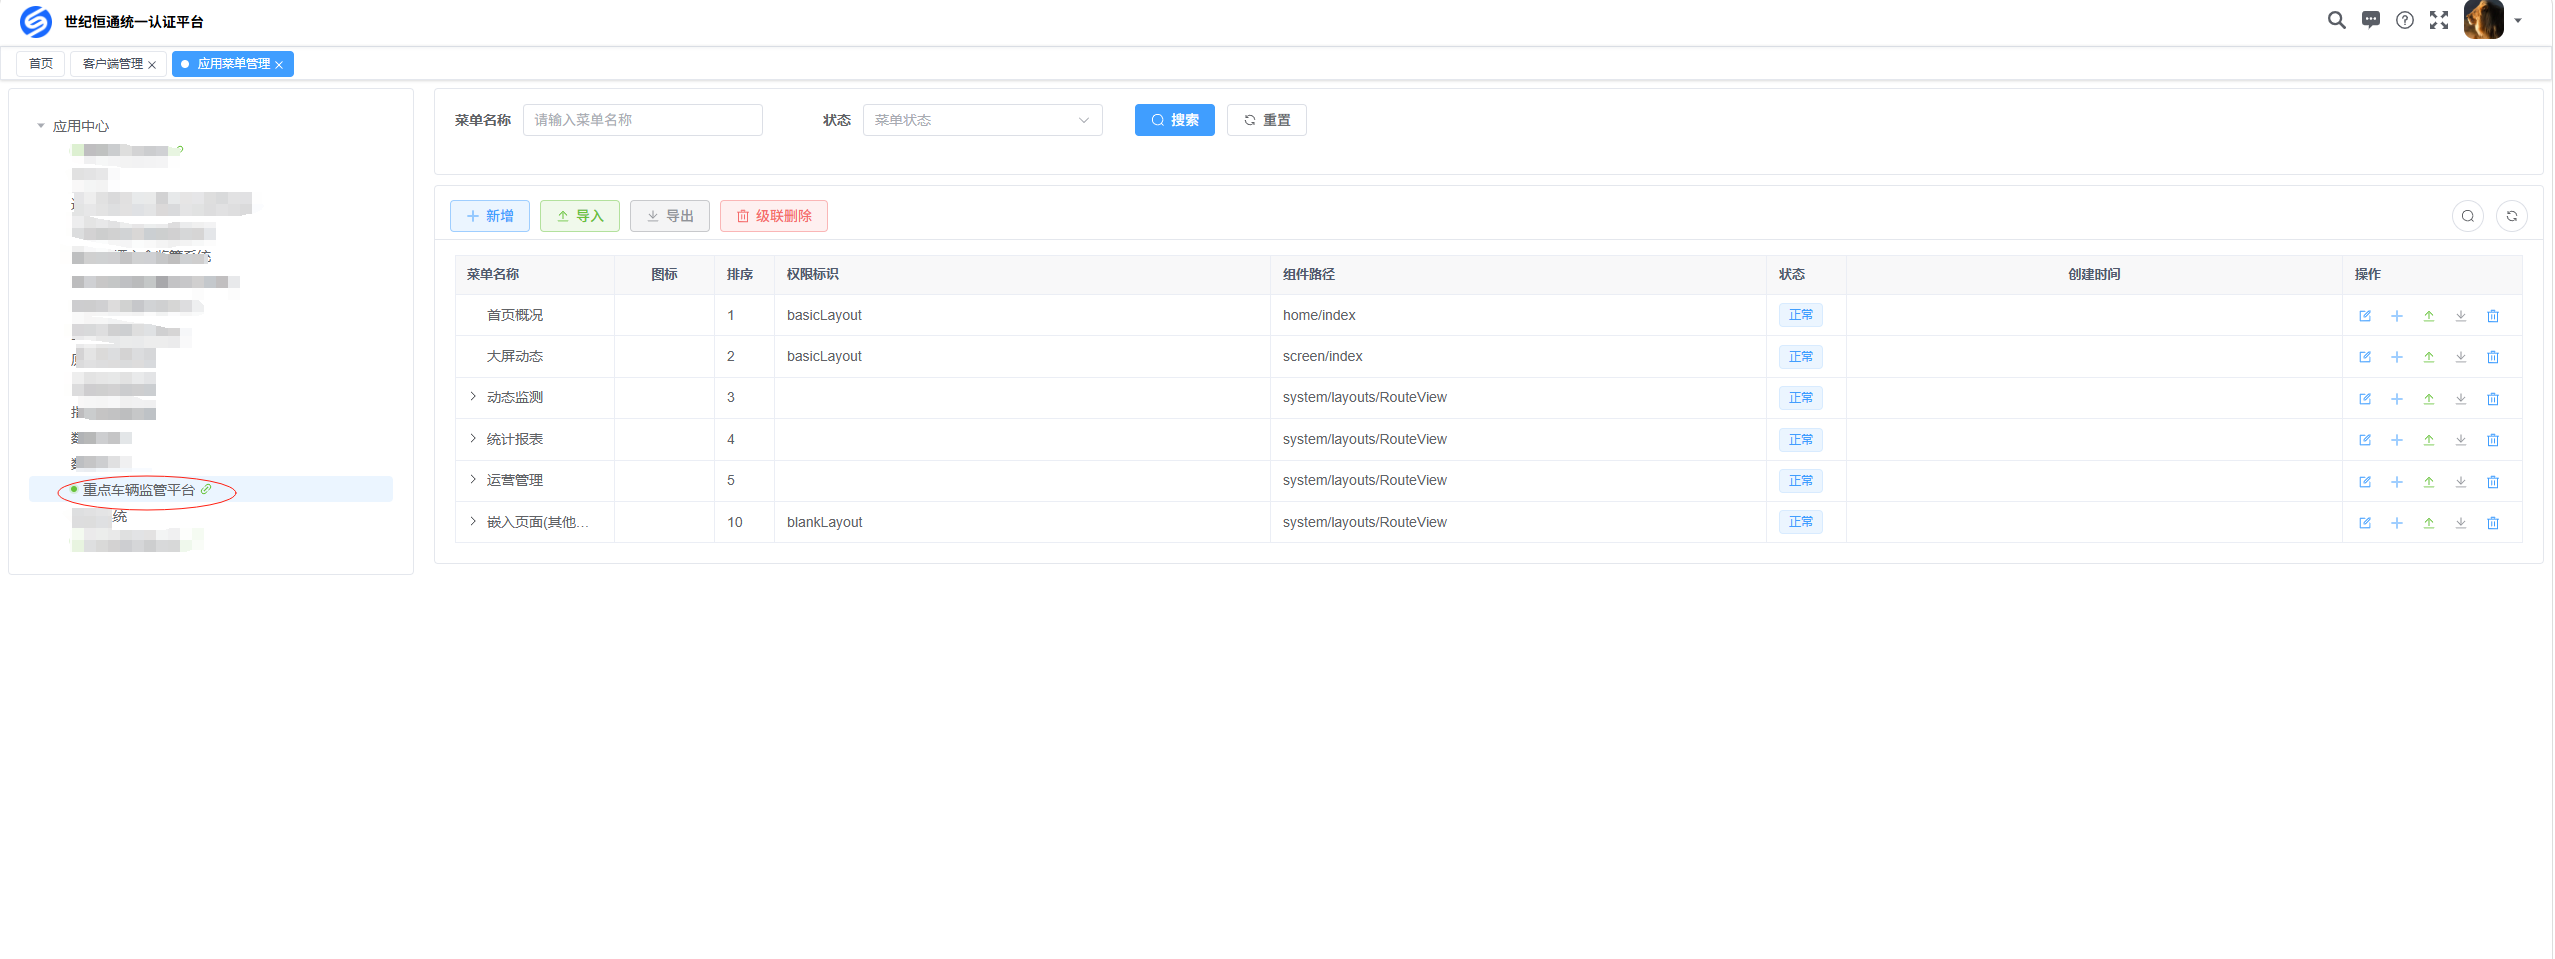 世纪恒通统一认证平台
首页 客户端管理 应用菜单管理
应用中心
重点车辆监管平台
统
菜单名称 请输入菜单名称 状态 菜单状态 搜索 重置
新增 导入 导出 级联删除
菜单名称 图标 排序 权限标识 组件路径 状态 创建时间 操作
首页概况 1 basicLayout home/index 正常
大屏动态 2 basicLayout screen/index 正常
动态监测 3 system/layouts/RouteView 正常
统计报表 4 system/layouts/RouteView 正常
运营管理 5 system/layouts/RouteView 正常
嵌入页面(其他... 10 blankLayout system/layouts/RouteView 正常